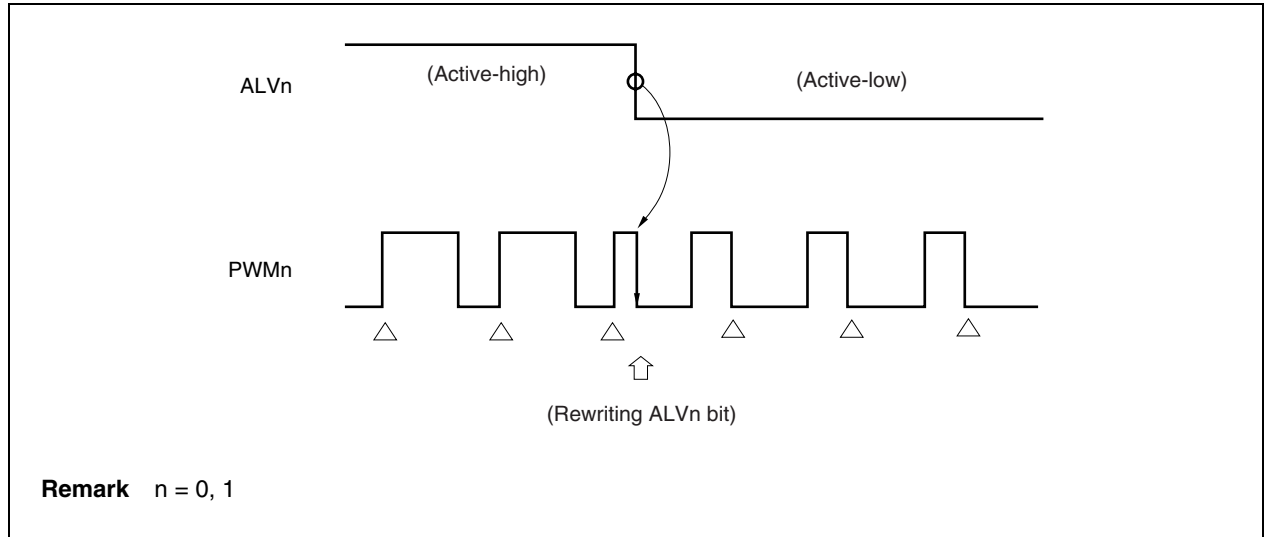 ALVn
(Active-high)
(Active-low)
PWMn
(Rewriting ALVn bit)
Remark n = 0, 1